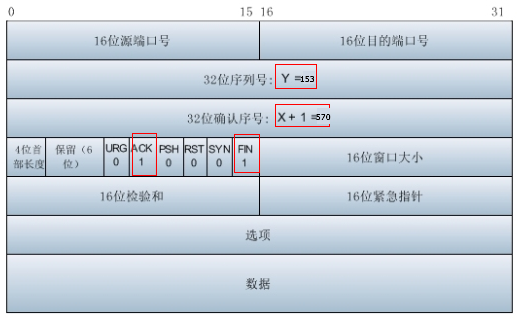 0 15 16 31
16位源端口号 16位目的端口号
32位序列号: Y =153
32位确认序号: X + 1 =570
4位首部长度 保留（6位） URG 0 ACK 1 PSH 0 RST 0 SYN 0 FIN 1 16位窗口大小
16位检验和 16位紧急指针
选项
数据